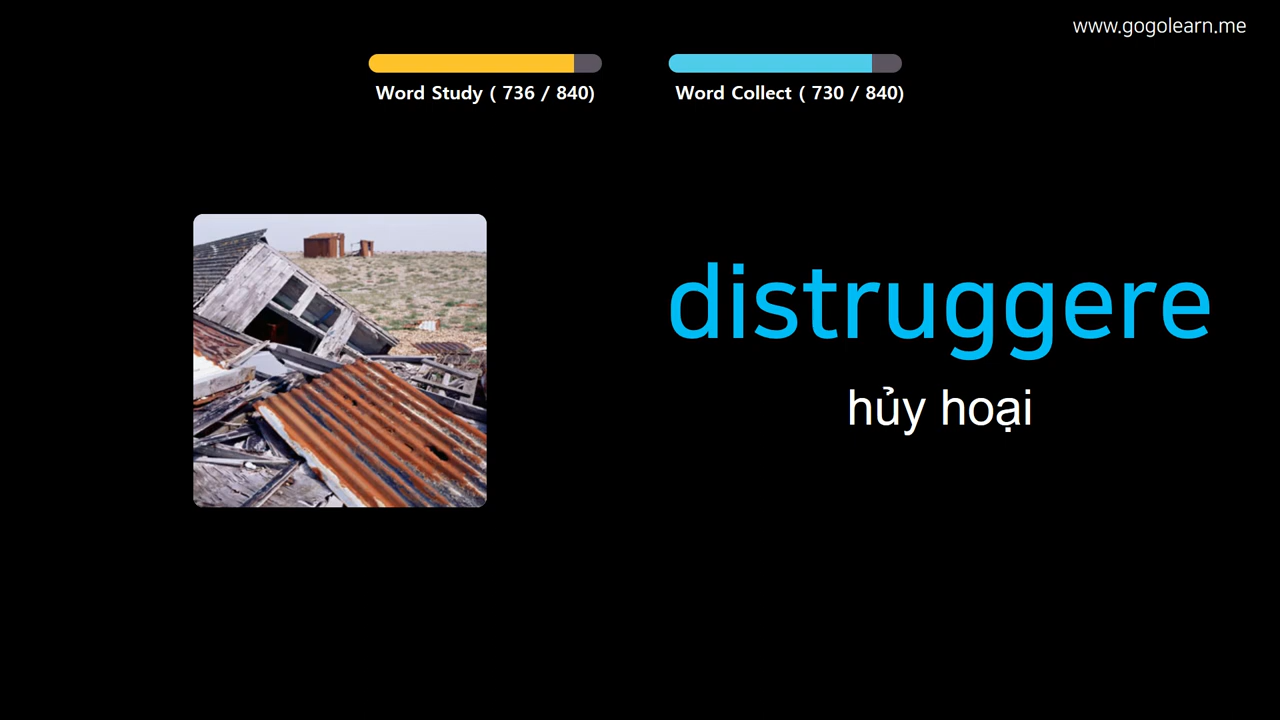 www.gogolearn.me
Word Study ( 736 / 840)
Word Collect ( 730 / 840)
distruggere
hủy hoại